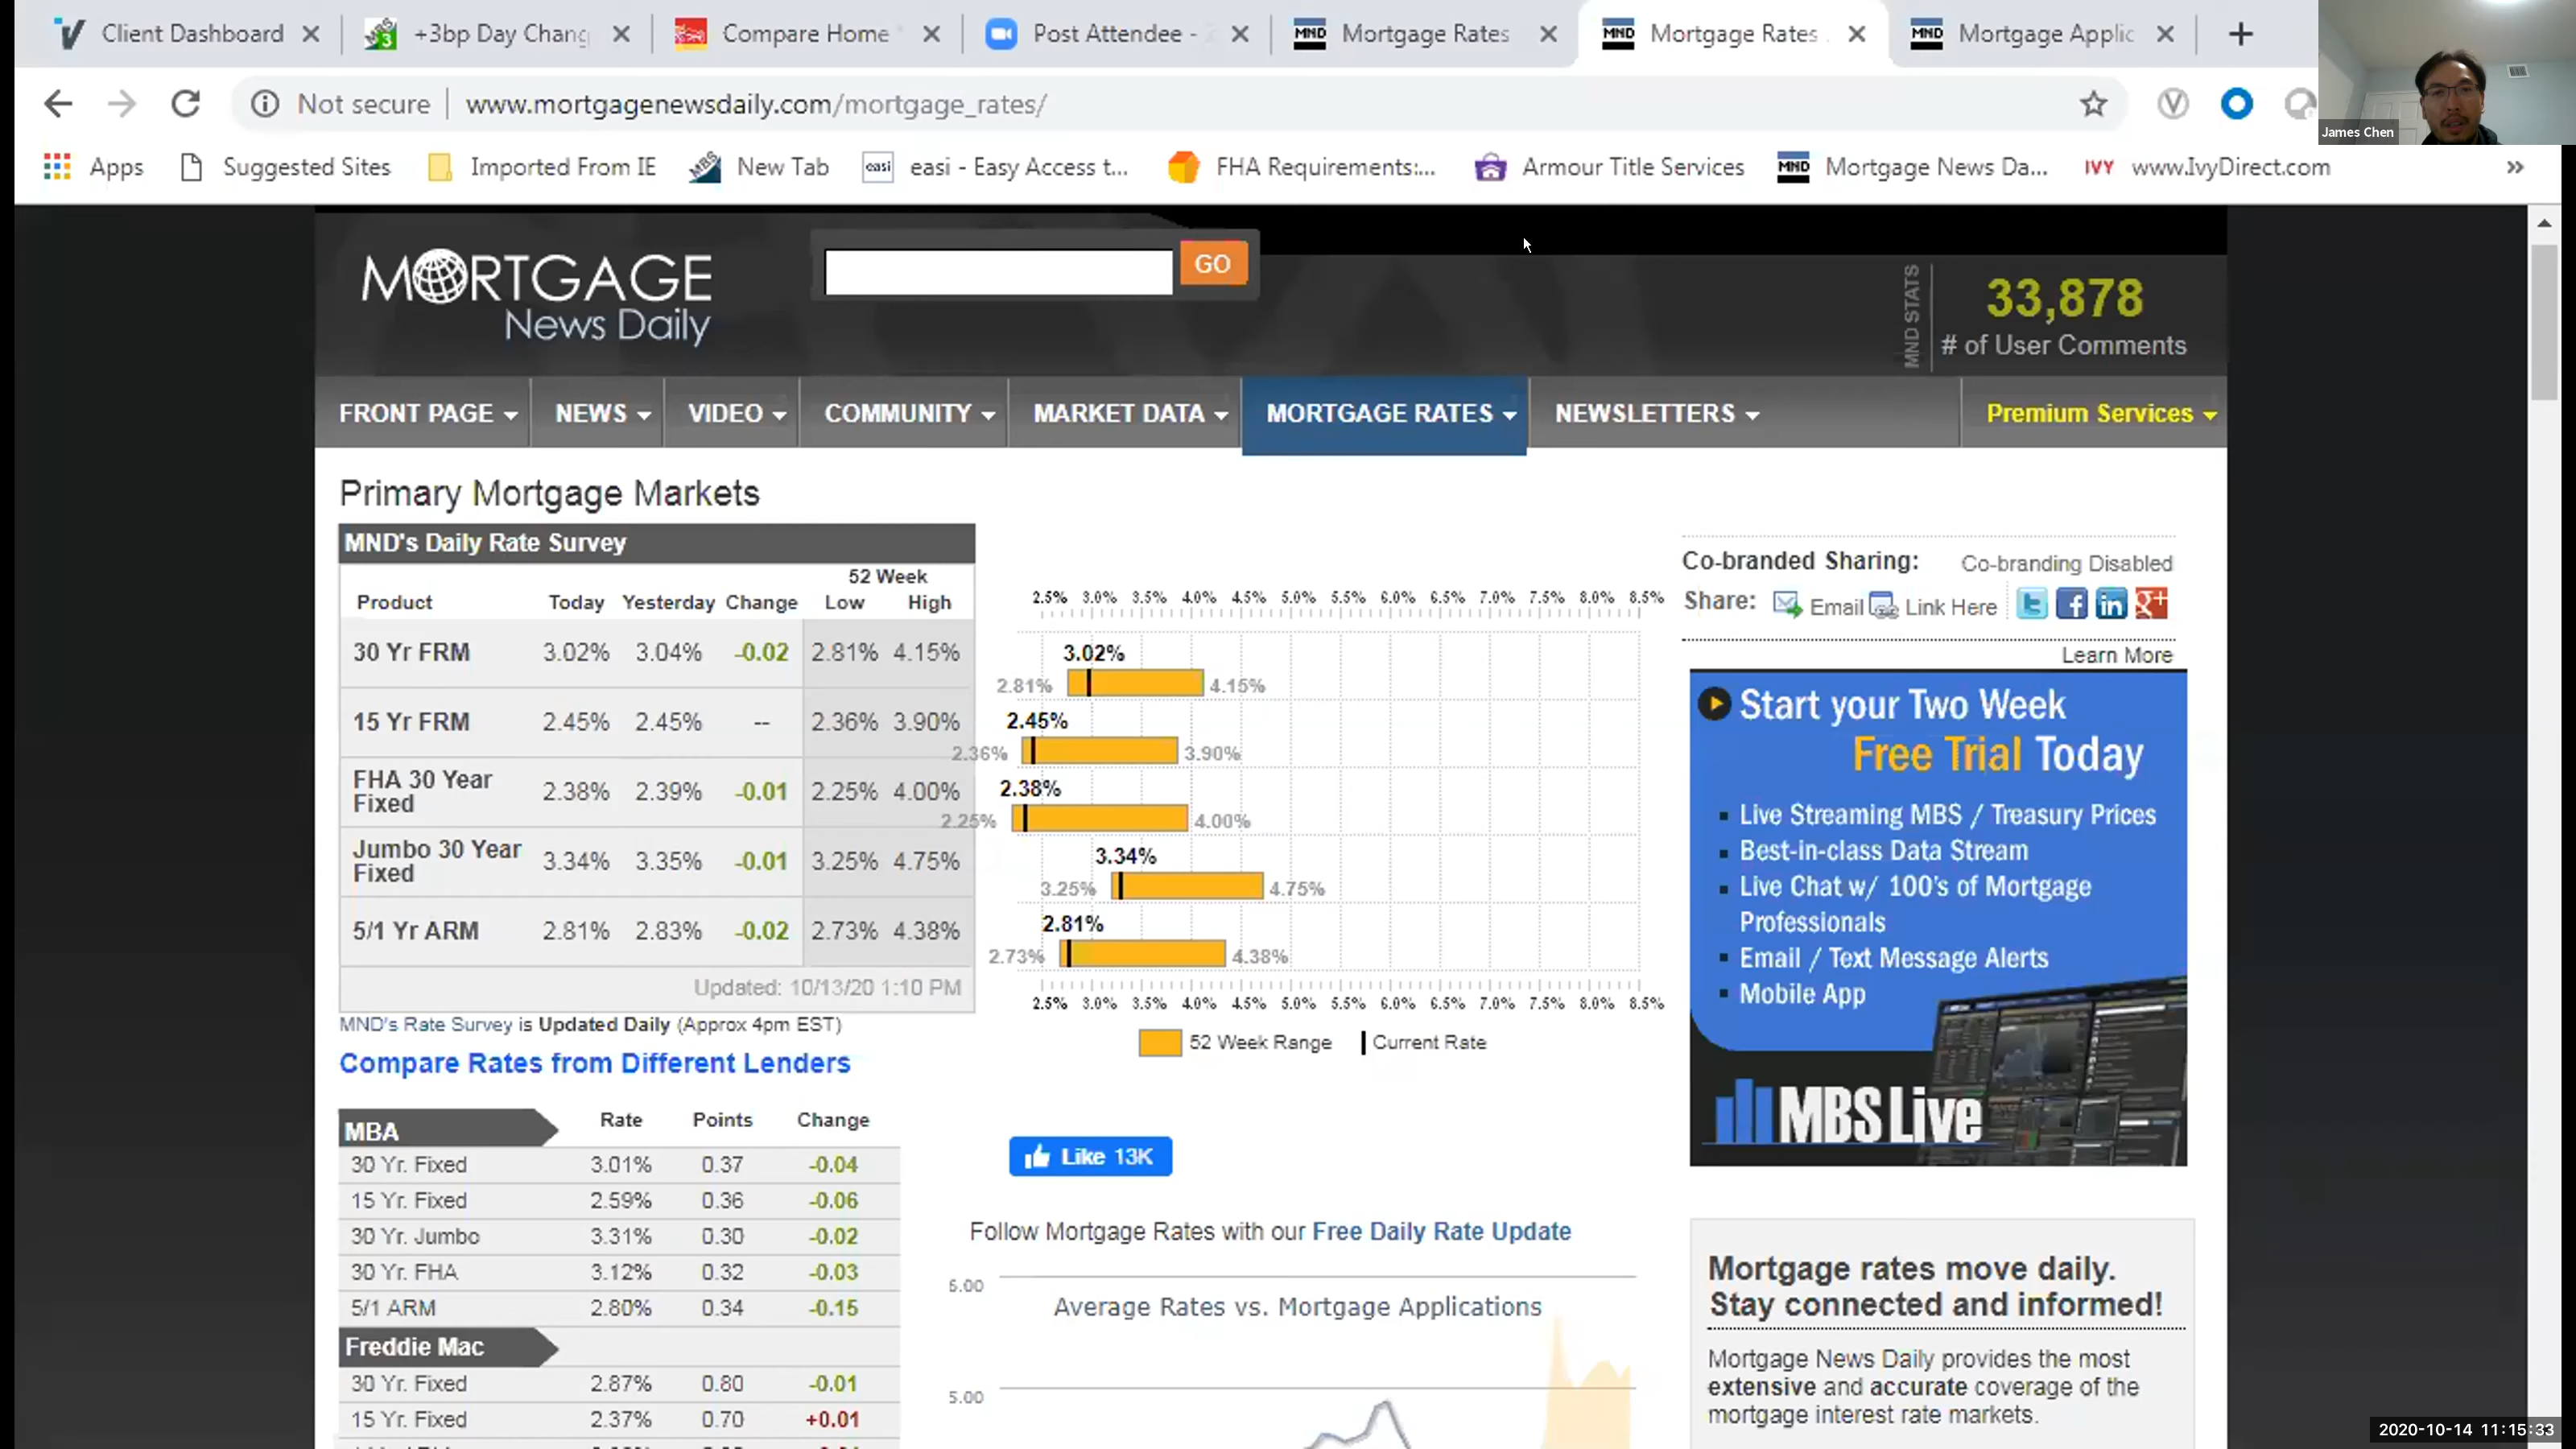 Client Dashboard
+3bp Day Chang
Compare Home
Post Attendee -
MND Mortgage Rates
MND Mortgage Rates
MND Mortgage Applic
Not secure www.mortgagenewsdaily.com/mortgage_rates/
James Chen
Apps
Suggested Sites
Imported From IE
MBS New Tab
easi easi - Easy Access t...
FHA Requirements:...
Armour Title Services
MND Mortgage News Da...
IVY www.IvyDirect.com
»
MORTGAGE
News Daily
GO
MND STATS
33,878
# of User Comments
FRONT PAGE NEWS VIDEO COMMUNITY MARKET DATA MORTGAGE RATES NEWSLETTERS Premium Services
Primary Mortgage Markets
MND's Daily Rate Survey
52 Week
Product Today Yesterday Change Low High
30 Yr FRM 3.02% 3.04% -0.02 2.81% 4.15%
15 Yr FRM 2.45% 2.45% -- 2.36% 3.90%
FHA 30 Year
Fixed 2.38% 2.39% -0.01 2.25% 4.00%
Jumbo 30 Year
Fixed 3.34% 3.35% -0.01 3.25% 4.75%
5/1 Yr ARM 2.81% 2.83% -0.02 2.73% 4.38%
Updated: 10/13/20 1:10 PM
MND's Rate Survey is Updated Daily (Approx 4pm EST)
2.5% 3.0% 3.5% 4.0% 4.5% 5.0% 5.5% 6.0% 6.5% 7.0% 7.5% 8.0% 8.5%
3.02%
2.81% 4.15%
2.45%
2.36% 3.90%
2.38%
2.25% 4.00%
3.34%
3.25% 4.75%
2.81%
2.73% 4.38%
2.5% 3.0% 3.5% 4.0% 4.5% 5.0% 5.5% 6.0% 6.5% 7.0% 7.5% 8.0% 8.5%
52 Week Range Current Rate
Co-branded Sharing: Co-branding Disabled
Share: Email Link Here
Learn More
Start your Two Week
Free Trial Today
Live Streaming MBS / Treasury Prices
Best-in-class Data Stream
Live Chat w/ 100's of Mortgage
Professionals
Email / Text Message Alerts
Mobile App
MBS Live
Compare Rates from Different Lenders
MBA Rate Points Change
30 Yr. Fixed 3.01% 0.37 -0.04
15 Yr. Fixed 2.59% 0.36 -0.06
30 Yr. Jumbo 3.31% 0.30 -0.02
30 Yr. FHA 3.12% 0.32 -0.03
5/1 ARM 2.80% 0.34 -0.15
Freddie Mac
30 Yr. Fixed 2.87% 0.80 -0.01
15 Yr. Fixed 2.37% 0.70 +0.01
Like 13K
Follow Mortgage Rates with our Free Daily Rate Update
6.00
Average Rates vs. Mortgage Applications
5.00
Mortgage rates move daily.
Stay connected and informed!
Mortgage News Daily provides the most
extensive and accurate coverage of the
mortgage interest rate markets.
2020-10-14 11:15:33